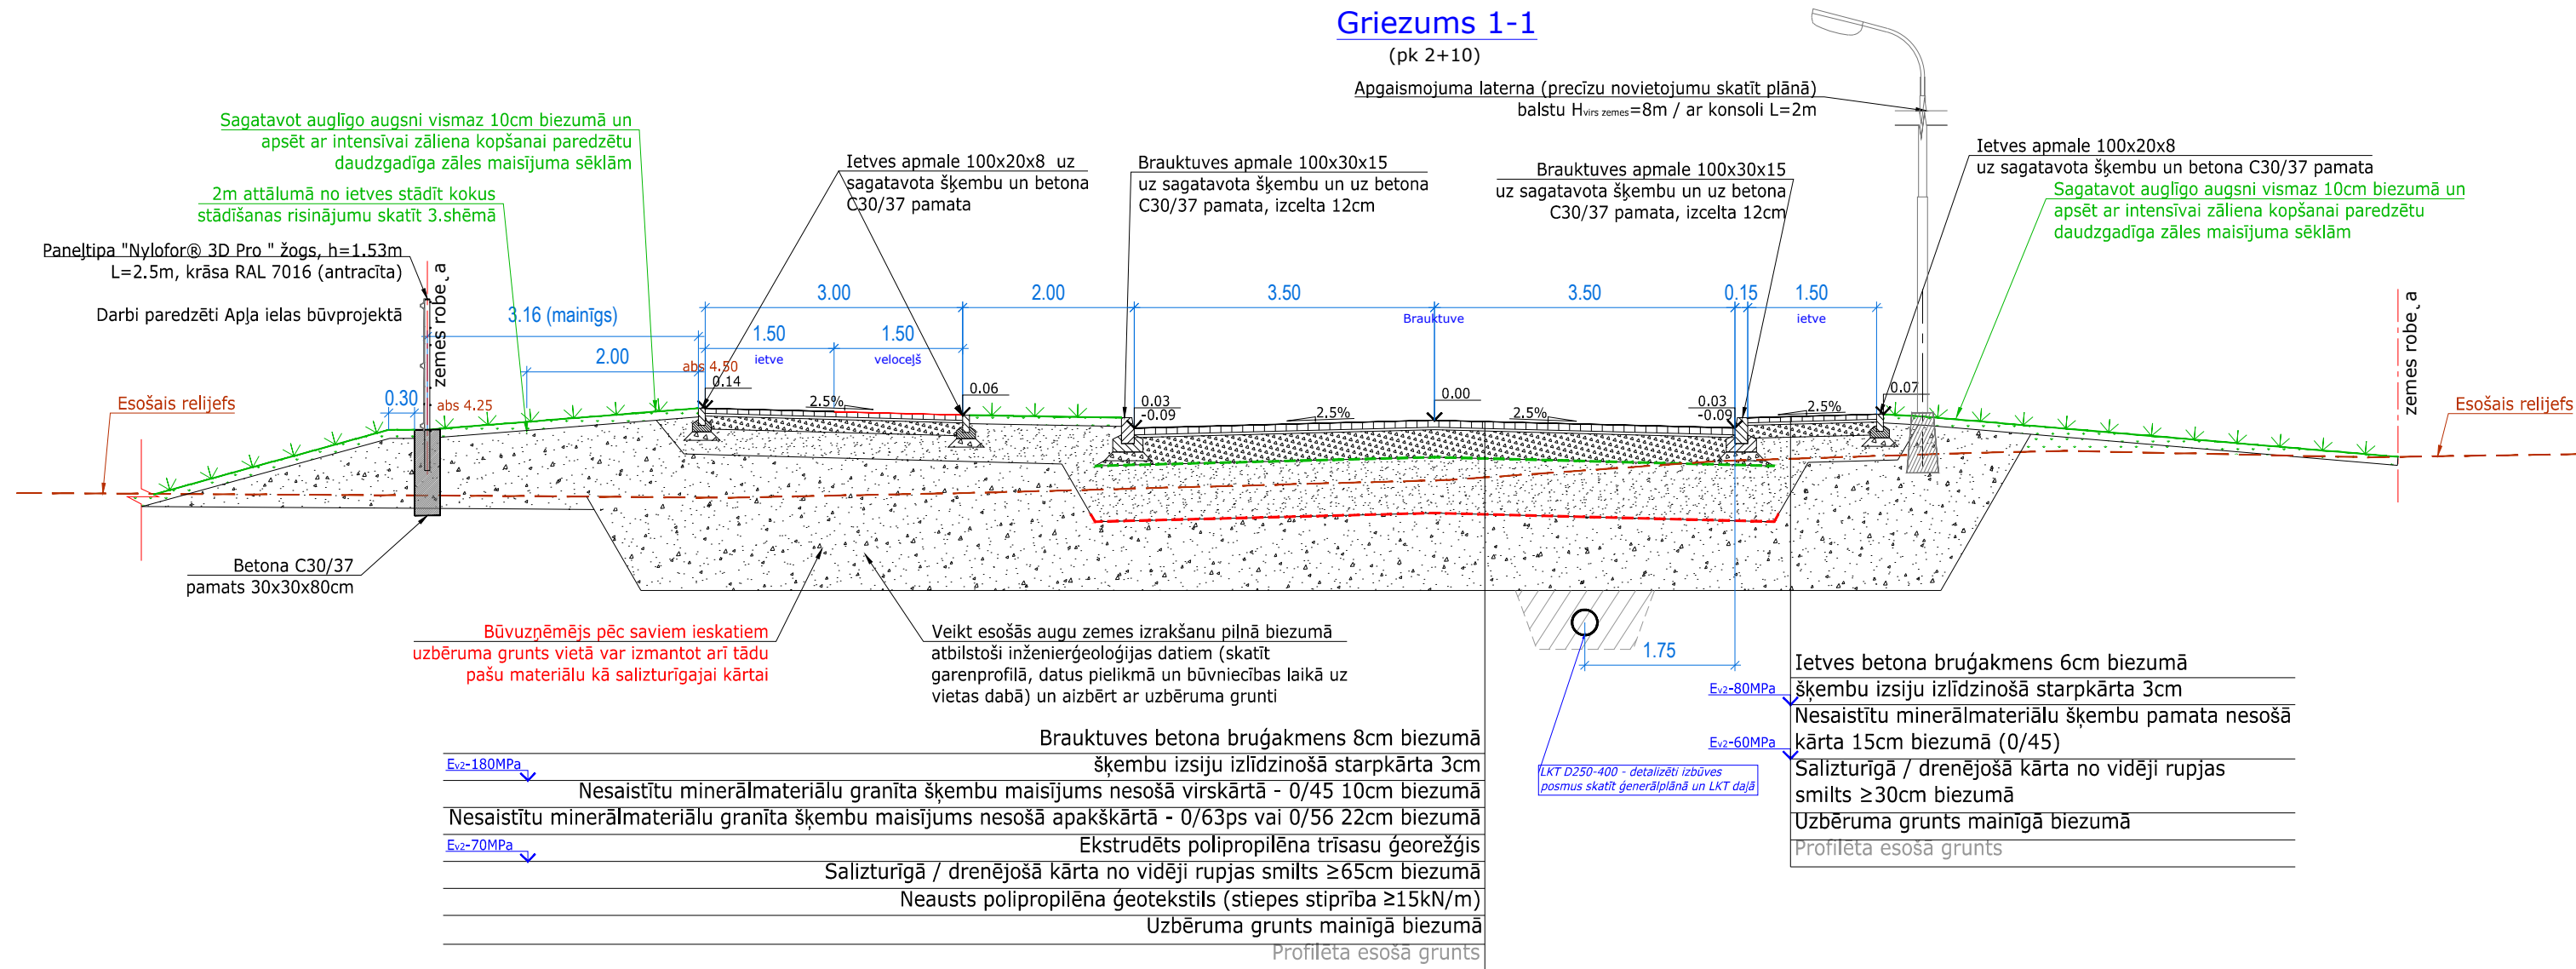 Griezums 1-1
(pk 2+10)
Apgaismojuma laterna (precīzu novietojumu skatīt plānā)
balstu Hvirs zemes=8m / ar konsoli L=2m
Sagatavot auglīgo augsni vismaz 10cm biezumā un
apsēt ar intensīvai zāliena kopšanai paredzētu
daudzgadīga zāles maisījuma sēklām
2m attālumā no ietves stādīt kokus
stādīšanas risinājumu skatīt 3.shēmā
Paneļtipa "Nylofor® 3D Pro " žogs, h=1.53m
L=2.5m, krāsa RAL 7016 (antracīta)
Darbi paredzēti Apļa ielas būvprojektā
Ietves apmale 100x20x8 uz
sagatavota šķembu un betona
C30/37 pamata
Brauktuves apmale 100x30x15
uz sagatavota šķembu un uz betona
C30/37 pamata, izcelta 12cm
Brauktuves apmale 100x30x15
uz sagatavota šķembu un uz betona
C30/37 pamata, izcelta 12cm
Ietves apmale 100x20x8
uz sagatavota šķembu un betona C30/37 pamata
Sagatavot auglīgo augsni vismaz 10cm biezumā un
apsēt ar intensīvai zāliena kopšanai paredzētu
daudzgadīga zāles maisījuma sēklām
zemes robe˛a
zemes robe˛a
3.00
2.00
3.50
3.50
0.15
1.50
3.16 (mainīgs)
Brauktuve
ietve
1.50
1.50
ietve
veloceļš
2.00
abs 4.50
0.14
0.06
0.00
0.07
0.30
abs 4.25
2.5%
0.03
-0.09
2.5%
2.5%
0.03
-0.09
2.5%
Esošais relijefs
Esošais relijefs
Betona C30/37
pamats 30x30x80cm
Būvuzņēmējs pēc saviem ieskatiem
uzbēruma grunts vietā var izmantot arī tādu
pašu materiālu kā salizturīgajai kārtai
Veikt esošās augu zemes izrakšanu pilnā biezumā
atbilstoši inženierģeoloģijas datiem (skatīt
garenprofilā, datus pielikmā un būvniecības laikā uz
vietas dabā) un aizbērt ar uzbēruma grunti
1.75
LKT D250-400 - detalizēti izbūves
posmus skatīt ģenerālplānā un LKT daļā
Brauktuves betona bruģakmens 8cm biezumā
Ev2-180MPa
šķembu izsiju izlīdzinošā starpkārta 3cm
Nesaistītu minerālmateriālu granīta šķembu maisījums nesošā virskārtā - 0/45 10cm biezumā
Nesaistītu minerālmateriālu granīta šķembu maisījums nesošā apakškārtā - 0/63ps vai 0/56 22cm biezumā
Ev2-70MPa
Ekstrudēts polipropilēna trīsasu ģeorežģis
Salizturīgā / drenējošā kārta no vidēji rupjas smilts ≥65cm biezumā
Neausts polipropilēna ģeotekstils (stiepes stiprība ≥15kN/m)
Uzbēruma grunts mainīgā biezumā
Profilēta esošā grunts
Ietves betona bruģakmens 6cm biezumā
Ev2-80MPa
šķembu izsiju izlīdzinošā starpkārta 3cm
Nesaistītu minerālmateriālu šķembu pamata nesošā
Ev2-60MPa
kārta 15cm biezumā (0/45)
Salizturīgā / drenējošā kārta no vidēji rupjas
smilts ≥30cm biezumā
Uzbēruma grunts mainīgā biezumā
Profilēta esošā grunts